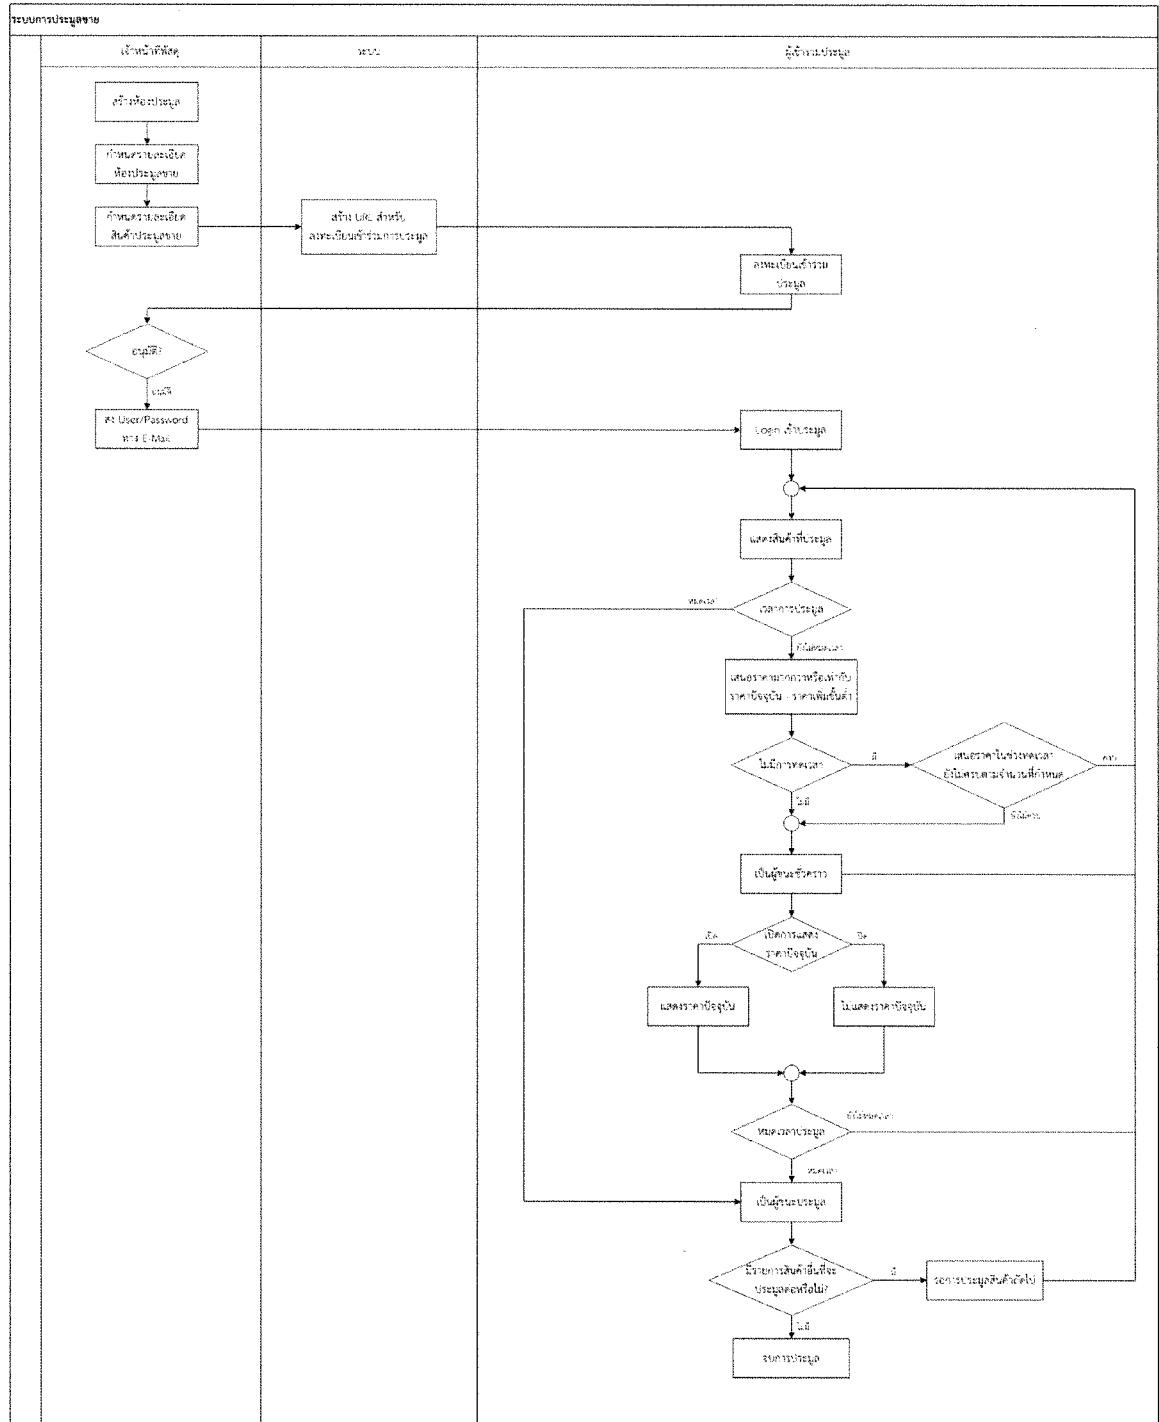 ระบบการประมูลขาย
เจ้าหน้าที่พัสดุ
ระบบ
ผู้เข้าร่วมประมูล
สร้างห้องประมูล
กำหนดรายละเอียด
ห้องประมูลขาย
กำหนดรายละเอียด
สินค้าประมูลขาย
สร้าง URL สำหรับ
ลงทะเบียนเข้าร่วมการประมูล
ลงทะเบียนเข้าร่วม
ประมูล
อนุมัติ?
อนุมัติ
ส่ง User/Password
ทาง E-Mail
Login เข้าประมูล
แสดงสินค้าที่ประมูล
หมดเวลา
เวลาการประมูล
ยังไม่หมดเวลา
เสนอราคามากกว่าหรือเท่ากับ
ราคาปัจจุบัน - ราคาเพิ่มขั้นต่ำ
ไม่มีการทดเวลา
มี
เสนอราคาในช่วงทดเวลา
ยังไม่ครบตามจำนวนที่กำหนด
ครบ
ไม่มี
ยังไม่ครบ
เป็นผู้ชนะชั่วคราว
เปิด
เปิดการแสดง
ราคาปัจจุบัน
ปิด
แสดงราคาปัจจุบัน
ไม่แสดงราคาปัจจุบัน
หมดเวลาประมูล
ยังไม่หมดเวลา
หมดเวลา
เป็นผู้ชนะประมูล
มีรายการสินค้าอื่นที่จะ
ประมูลต่อหรือไม่?
มี
รอการประมูลสินค้าถัดไป
ไม่มี
จบการประมูล